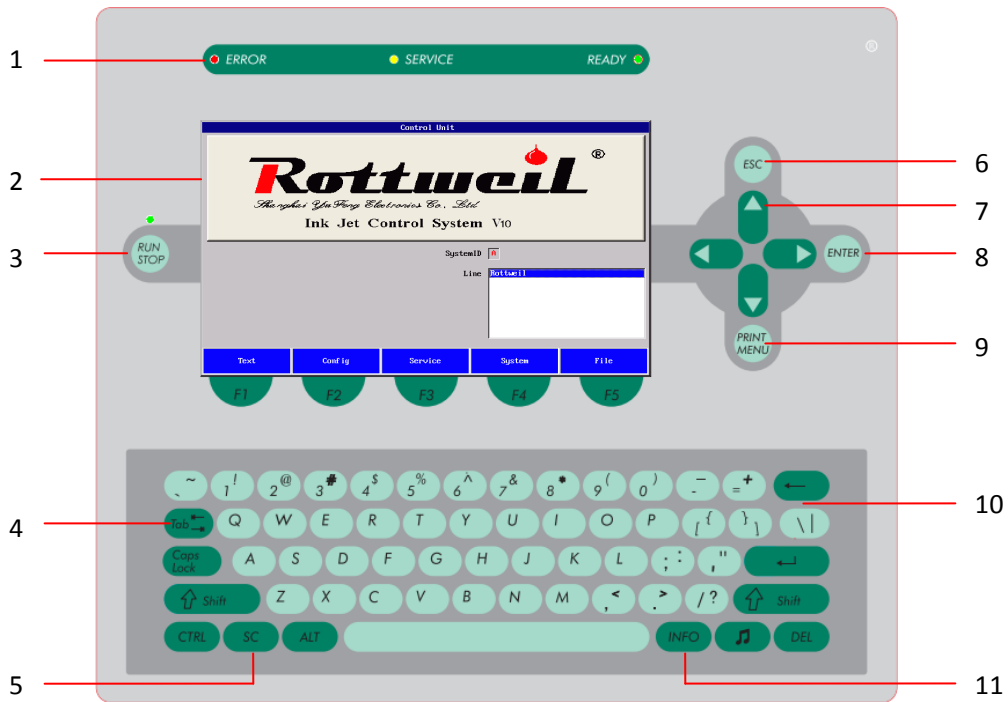 ®
1 ERROR SERVICE READY
Control Unit
2 Rottweil ®
Shanghai YuFeng Electronics Co. Ltd
Ink Jet Control System V10
6 ESC
7
3 RUN STOP
SystemID A
Line Rottweil
8 ENTER
9 PRINT MENU
Text Config Service System File
F1 F2 F3 F4 F5
` ~ 1 ! 2 @ 3 # 4 $ 5 % 6 ^ 7 & 8 * 9 ( 0 ) - _ = + ←
10
4 Tab Q W E R T Y U I O P [ { } ] \ |
Caps Lock A S D F G H J K L ; : , " ↵
⇧ Shift Z X C V B N M , < . > / ? ⇧ Shift
CTRL SC ALT INFO ♫ DEL
5 11